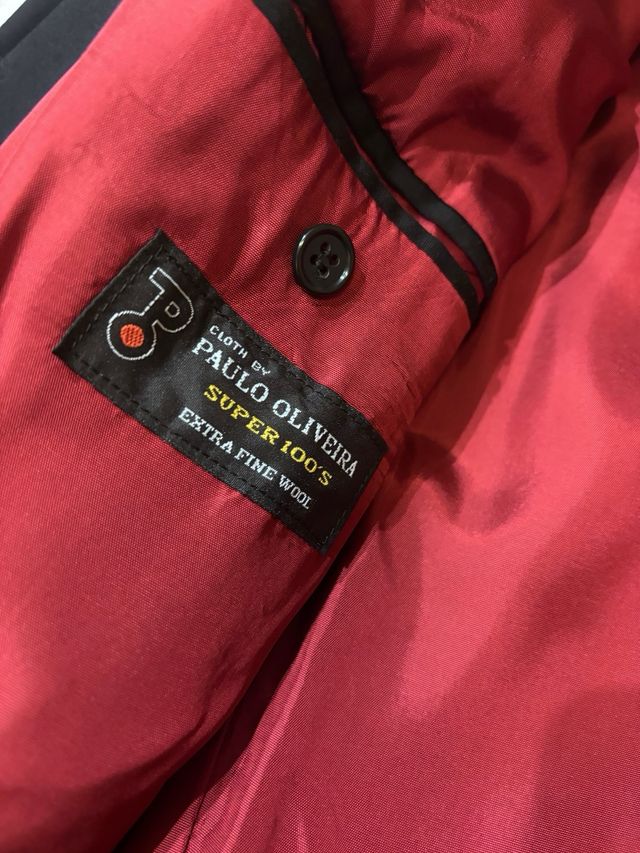 CLOTH BY
PAULO OLIVEIRA
SUPER 100'S
EXTRA FINE WOOL